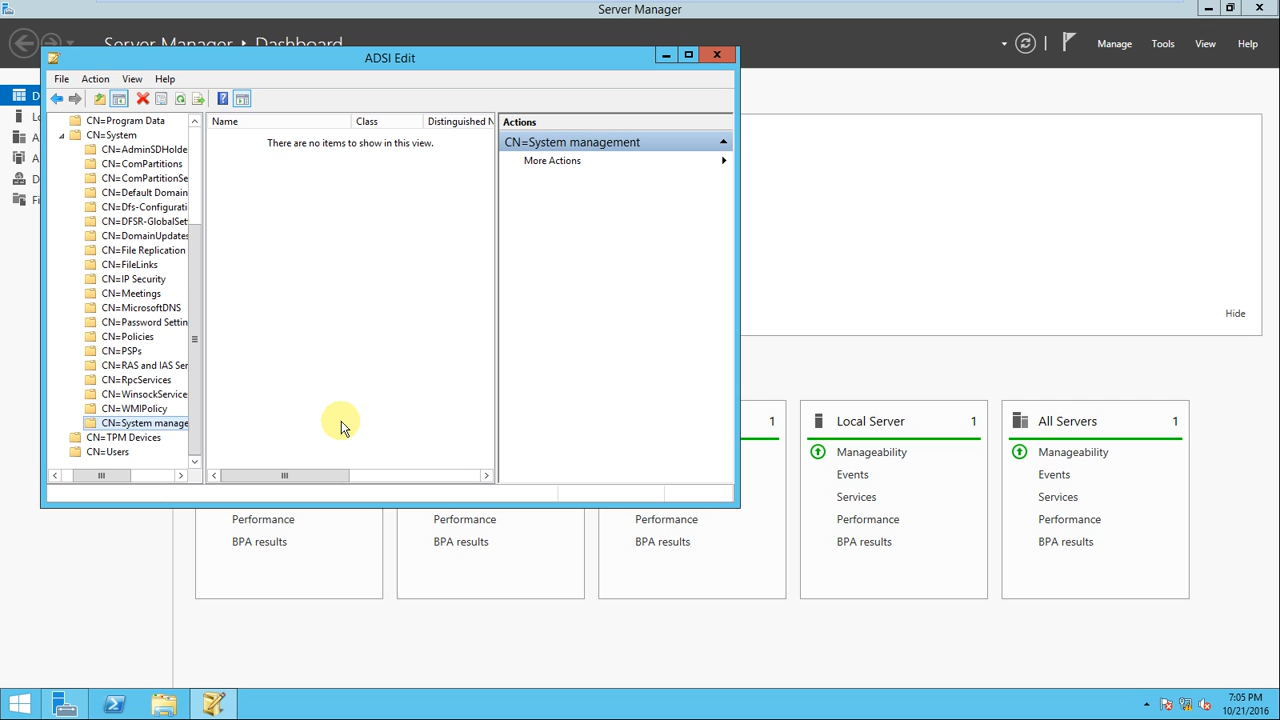 Server Manager
Server Manager • Dashboard
Manage
Tools
View
Help
ADSI Edit
File
Action
View
Help
CN=Program Data
CN=System
CN=AdminSDHolde
CN=ComPartitions
CN=ComPartitionSe
CN=Default Domain
CN=Dfs-Configurati
CN=DFSR-GlobalSet
CN=DomainUpdates
CN=File Replication
CN=FileLinks
CN=IP Security
CN=Meetings
CN=MicrosoftDNS
CN=Password Settin
CN=Policies
CN=PSPs
CN=RAS and IAS Ser
CN=RpcServices
CN=WinsockService
CN=WMIPolicy
CN=System manage
CN=TPM Devices
CN=Users
Name
Class
Distinguished N
There are no items to show in this view.
Actions
CN=System management
More Actions
D
Lo
A
A
D
Fi
Hide
1
Local Server 1
Manageability
Events
Services
Performance
BPA results
All Servers 1
Manageability
Events
Services
Performance
BPA results
Performance
BPA results
Performance
BPA results
Performance
BPA results
7:05 PM
10/21/2016